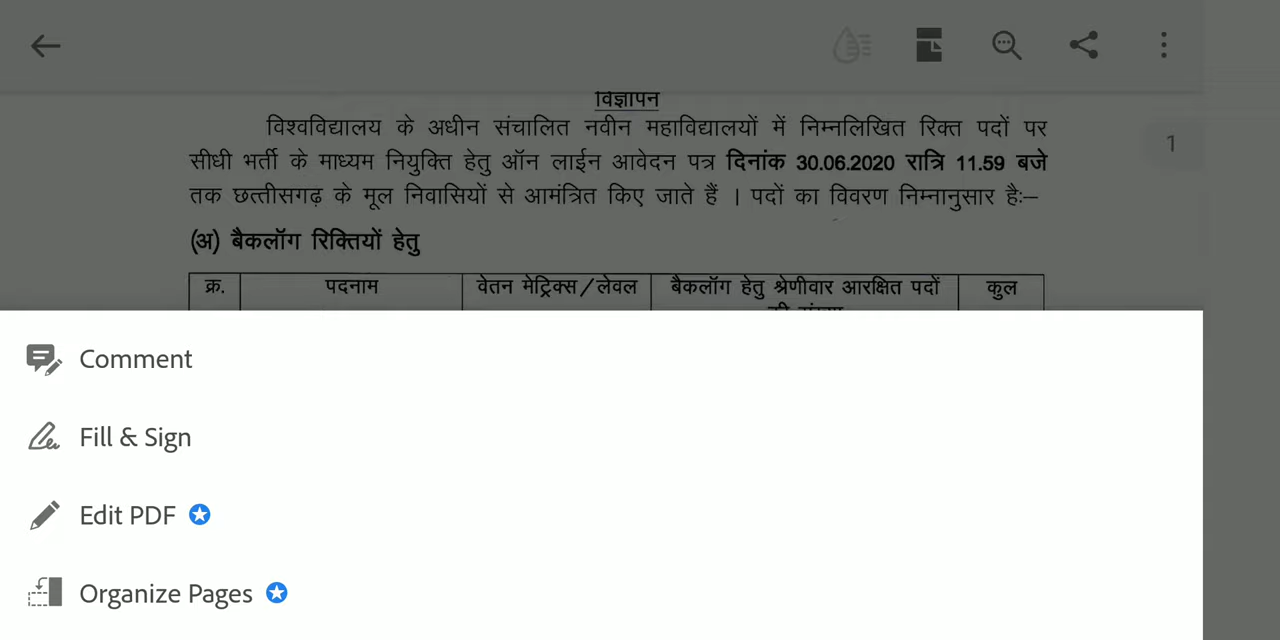 विज्ञापन
विश्वविद्यालय के अधीन संचालित नवीन महाविद्यालयों में निम्नलिखित रिक्त पदों पर
सीधी भर्ती के माध्यम नियुक्ति हेतु ऑन लाईन आवेदन पत्र दिनांक 30.06.2020 रात्रि 11.59 बजे
तक छत्तीसगढ़ के मूल निवासियों से आमंत्रित किए जाते हैं । पदों का विवरण निम्नानुसार है:–
1
(अ) बैकलॉग रिक्तियों हेतु
क्र. पदनाम वेतन मेट्रिक्स/लेवल बैकलॉग हेतु श्रेणीवार आरक्षित पदों कुल
Comment
Fill & Sign
Edit PDF
Organize Pages